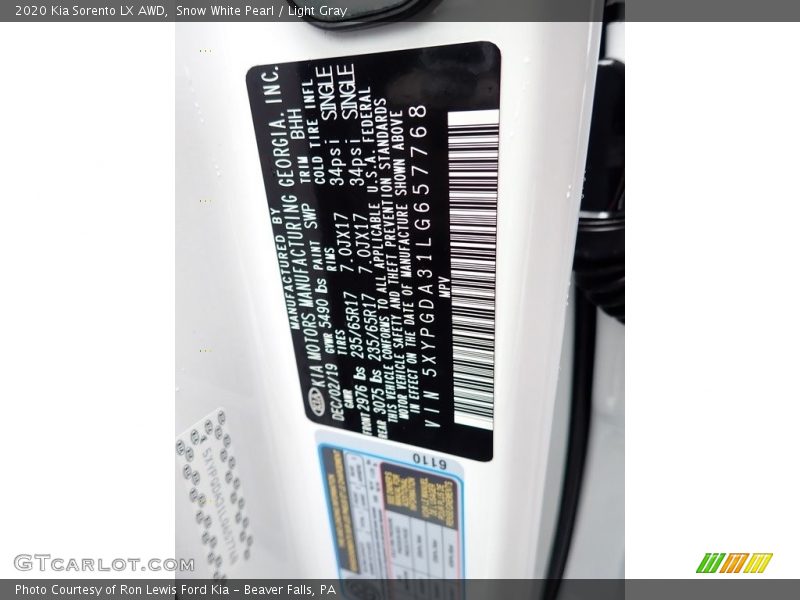 2020 Kia Sorento LX AWD, Snow White Pearl / Light Gray
MANUFACTURED BY
KIA MOTORS MANUFACTURING GEORGIA, INC.
DEC/02/19 GVWR 5490 lbs PAINT SWP TRIM BHH
GAWR TIRES RIMS COLD TIRE INFL
FRONT 2976 lbs 235/65R17 7.0JX17 34psi SINGLE
REAR 3075 lbs 235/65R17 7.0JX17 34psi SINGLE
THIS VEHICLE CONFORMS TO ALL APPLICABLE U.S.A. FEDERAL
MOTOR VEHICLE SAFETY AND THEFT PREVENTION STANDARDS
IN EFFECT ON THE DATE OF MANUFACTURE SHOWN ABOVE
VIN 5XYPGDA31LG657768
MPV
6110
5XYPGDA31LG657768
GTCarLot.com
Photo Courtesy of Ron Lewis Ford Kia - Beaver Falls, PA